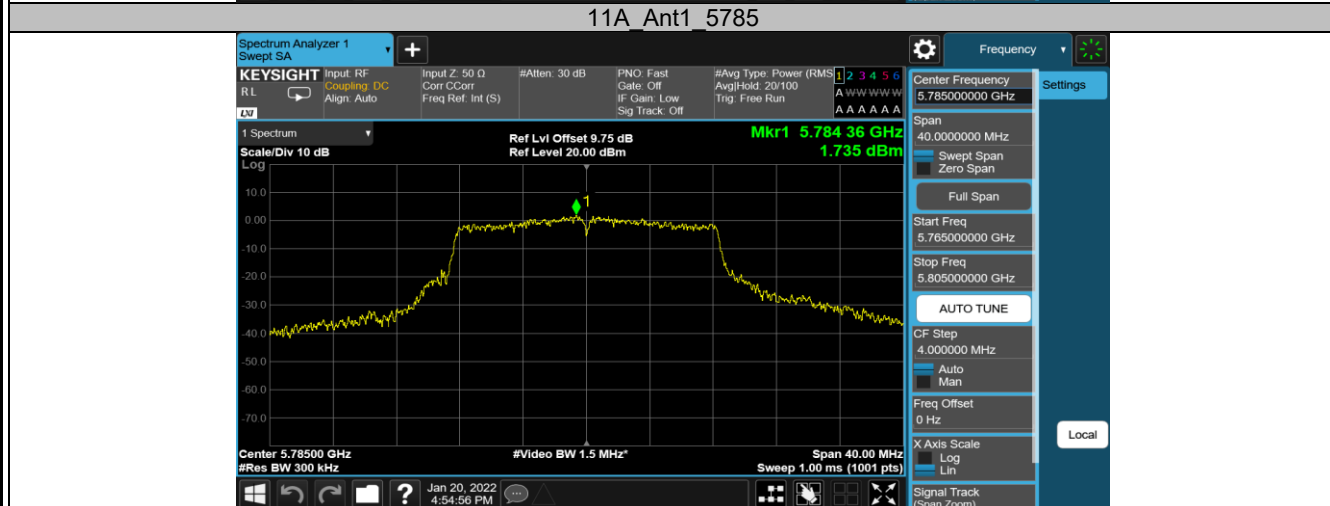 11A_Ant1_5785
Spectrum Analyzer 1
Swept SA
+
Frequency
KEYSIGHT
RL
LXI
Input: RF
Coupling: DC
Align: Auto
Input Z: 50 Ω
Corr CCorr
Freq Ref: Int (S)
#Atten: 30 dB
PNO: Fast
Gate: Off
IF Gain: Low
Sig Track: Off
#Avg Type: Power (RMS
Avg|Hold: 20/100
Trig: Free Run
1 2 3 4 5 6
A W W W W W
A A A A A A
1 Spectrum
Scale/Div 10 dB
Log
Ref Lvl Offset 9.75 dB
Ref Level 20.00 dBm
Mkr1 5.784 36 GHz
1.735 dBm
1
10.0
0.00
-10.0
-20.0
-30.0
-40.0
-50.0
-60.0
-70.0
Center 5.78500 GHz
#Res BW 300 kHz
#Video BW 1.5 MHz*
Span 40.00 MHz
Sweep 1.00 ms (1001 pts)
?
Jan 20, 2022
4:54:56 PM
Center Frequency
5.785000000 GHz
Span
40.0000000 MHz
Swept Span
Zero Span
Full Span
Start Freq
5.765000000 GHz
Stop Freq
5.805000000 GHz
AUTO TUNE
CF Step
4.000000 MHz
Auto
Man
Freq Offset
0 Hz
X Axis Scale
Log
Lin
Signal Track
(Span Zoom)
Settings
Local